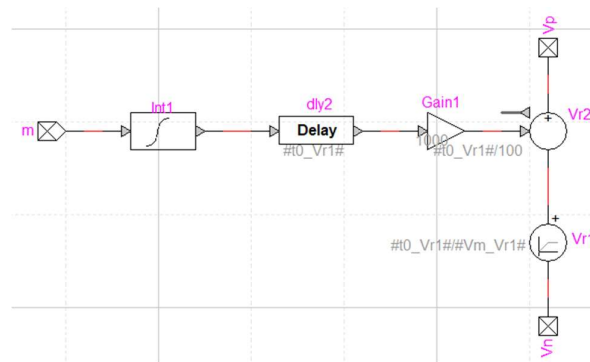 Vp
Int1
dly2
Gain1
Vr2
m
Delay
1000
#t0_Vr1#
#t0_Vr1#/100
+
+
#t0_Vr1#/#Vm_Vr1#
Vr1
Vn